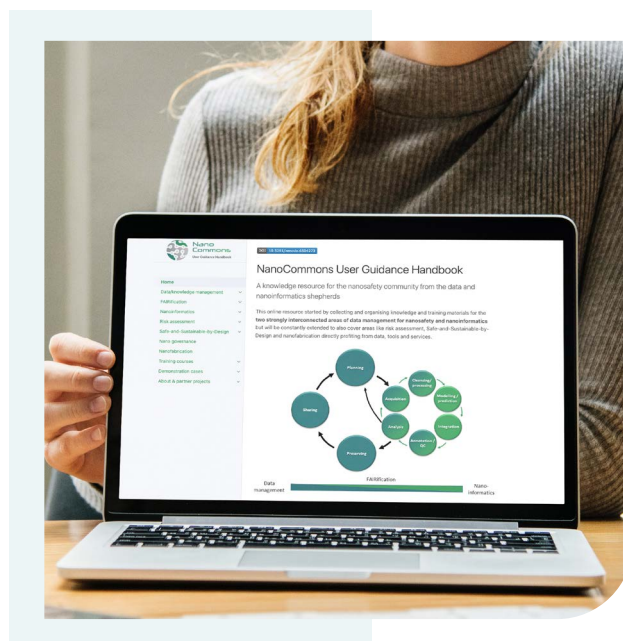 Nano
Commons
User Guidance Handbook
Home
Data/knowledge management
FAIRification
Nanoinformatics
Risk assessment
Safe-and-Sustainable-by-Design
Nano governance
Nanofabrication
Training courses
Demonstration cases
About & partner projects
DOI
NanoCommons User Guidance Handbook
A knowledge resource for the nanosafety community from the data and
nanoinformatics shepherds
This online resource started by collecting and organising knowledge and training materials for the
two strongly interconnected areas of data management for nanosafety and nanoinformatics
but will be constantly extended to also cover areas like risk assessment, Safe-and-Sustainable-by-
Design and nanofabrication directly profiting from data, tools and services.
Planning
Sharing
Preserving
Acquisition
Analysis
processing
Modelling /
prediction
Integration
Annotation /
QC
Data
management
FAIRification
Nano-
informatics